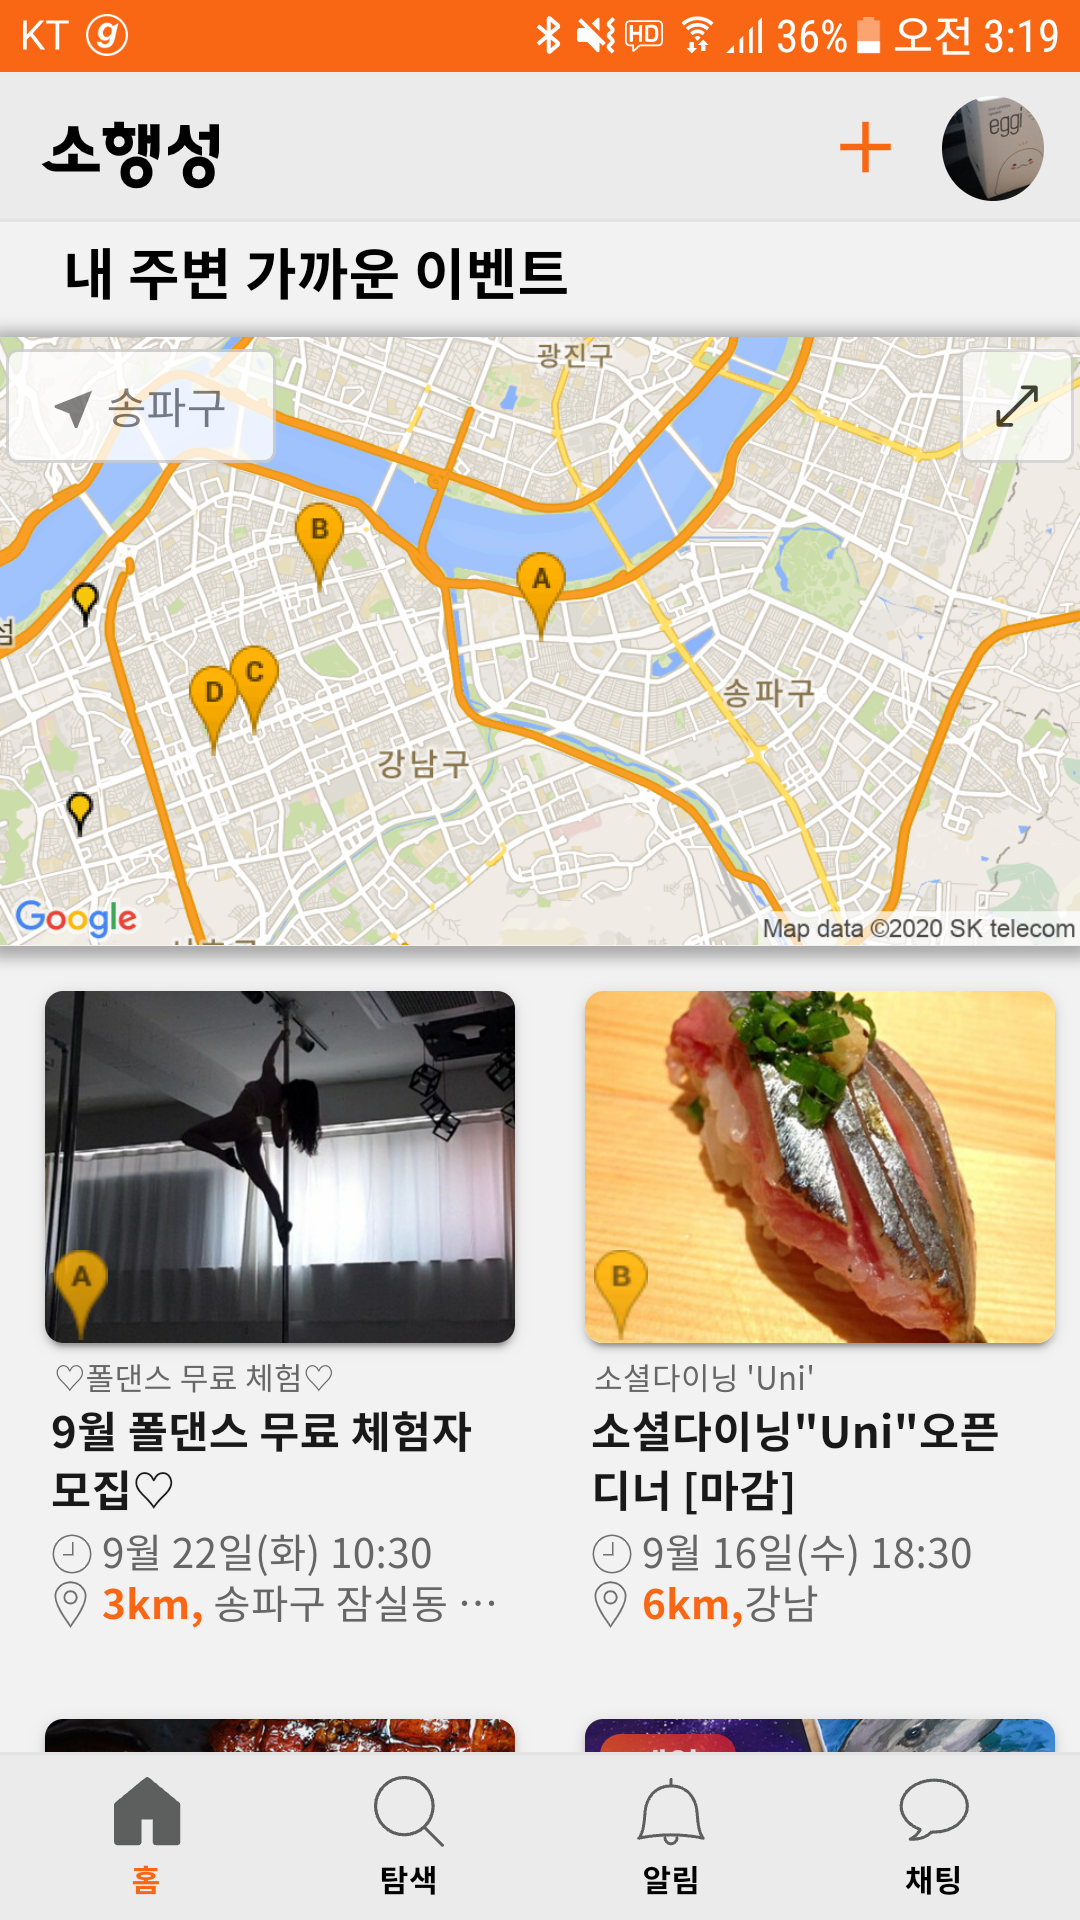 KT g HD 36% 오전 3:19
소행성
eggi
내 주변 가까운 이벤트
송파구
광진구
B
A
섬
C
D
송파구
강남구
Google
Map data ©2020 SK telecom
A
B
♡폴댄스 무료 체험♡
9월 폴댄스 무료 체험자
모집♡
9월 22일(화) 10:30
3km, 송파구 잠실동 ···
소셜다이닝 'Uni'
소셜다이닝"Uni"오픈
디너 [마감]
9월 16일(수) 18:30
6km,강남
홈
탐색
알림
채팅